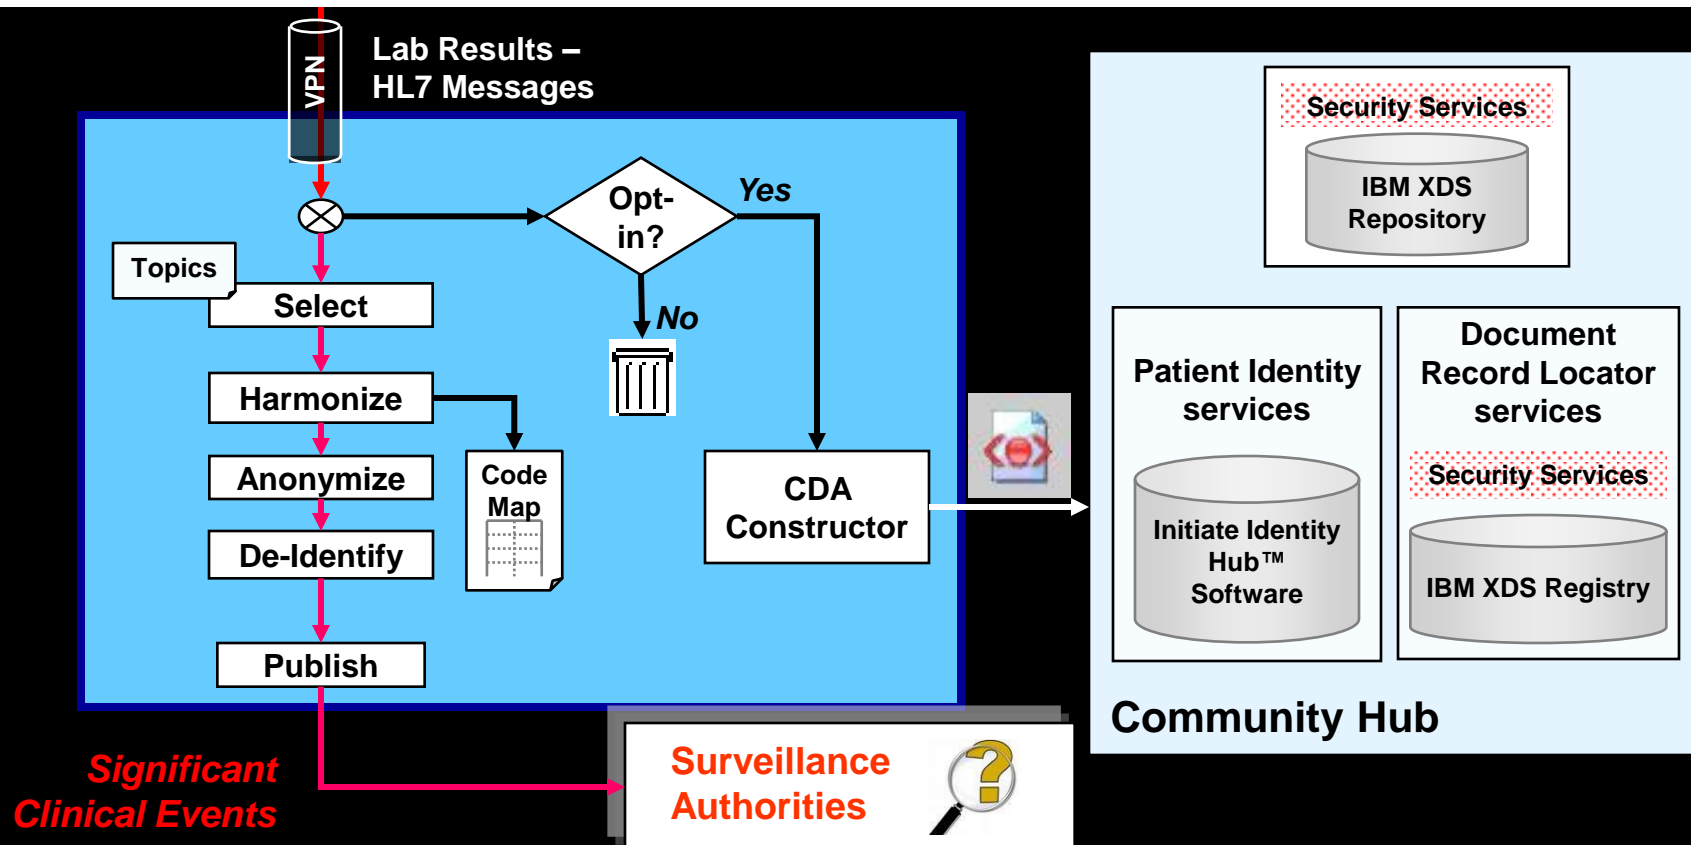 VPN
Lab Results –
HL7 Messages
Opt-
in?
Yes
No
Topics
Select
Harmonize
Anonymize
De-Identify
Publish
Code
Map
CDA
Constructor
Significant
Clinical Events
Surveillance
Authorities
Security Services
IBM XDS
Repository
Patient Identity
services
Initiate Identity
Hub™
Software
Document
Record Locator
services
Security Services
IBM XDS Registry
Community Hub